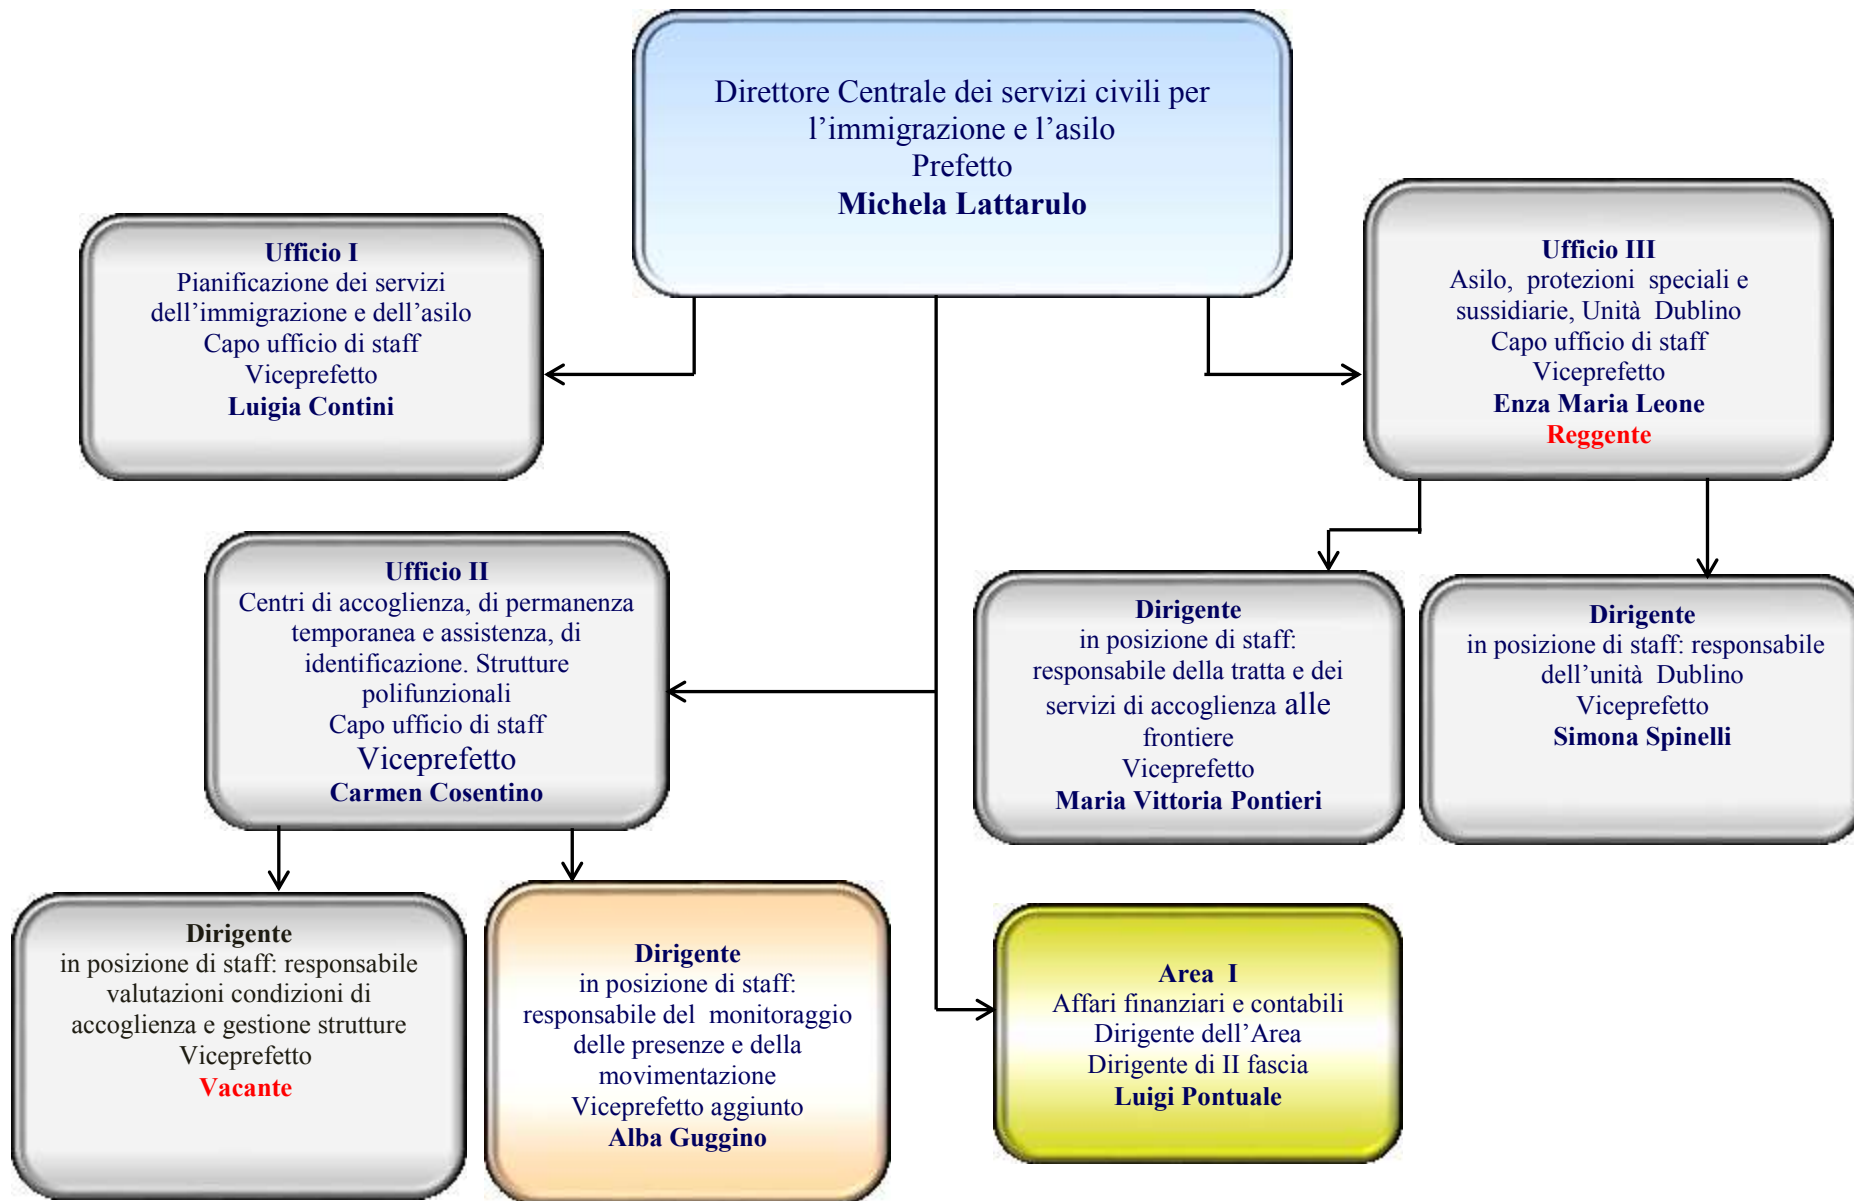 Direttore Centrale dei servizi civili per
l’immigrazione e l’asilo
Prefetto
Michela Lattarulo
Ufficio I
Pianificazione dei servizi
dell’immigrazione e dell’asilo
Capo ufficio di staff
Viceprefetto
Luigia Contini
Ufficio III
Asilo, protezioni speciali e
sussidiarie, Unità Dublino
Capo ufficio di staff
Viceprefetto
Enza Maria Leone
Reggente
Ufficio II
Centri di accoglienza, di permanenza
temporanea e assistenza, di
identificazione. Strutture
polifunzionali
Capo ufficio di staff
Viceprefetto
Carmen Cosentino
Dirigente
in posizione di staff:
responsabile della tratta e dei
servizi di accoglienza alle
frontiere
Viceprefetto
Maria Vittoria Pontieri
Dirigente
in posizione di staff: responsabile
dell’unità Dublino
Viceprefetto
Simona Spinelli
Dirigente
in posizione di staff: responsabile
valutazioni condizioni di
accoglienza e gestione strutture
Viceprefetto
Vacante
Dirigente
in posizione di staff:
responsabile del monitoraggio
delle presenze e della
movimentazione
Viceprefetto aggiunto
Alba Guggino
Area I
Affari finanziari e contabili
Dirigente dell’Area
Dirigente di II fascia
Luigi Pontuale